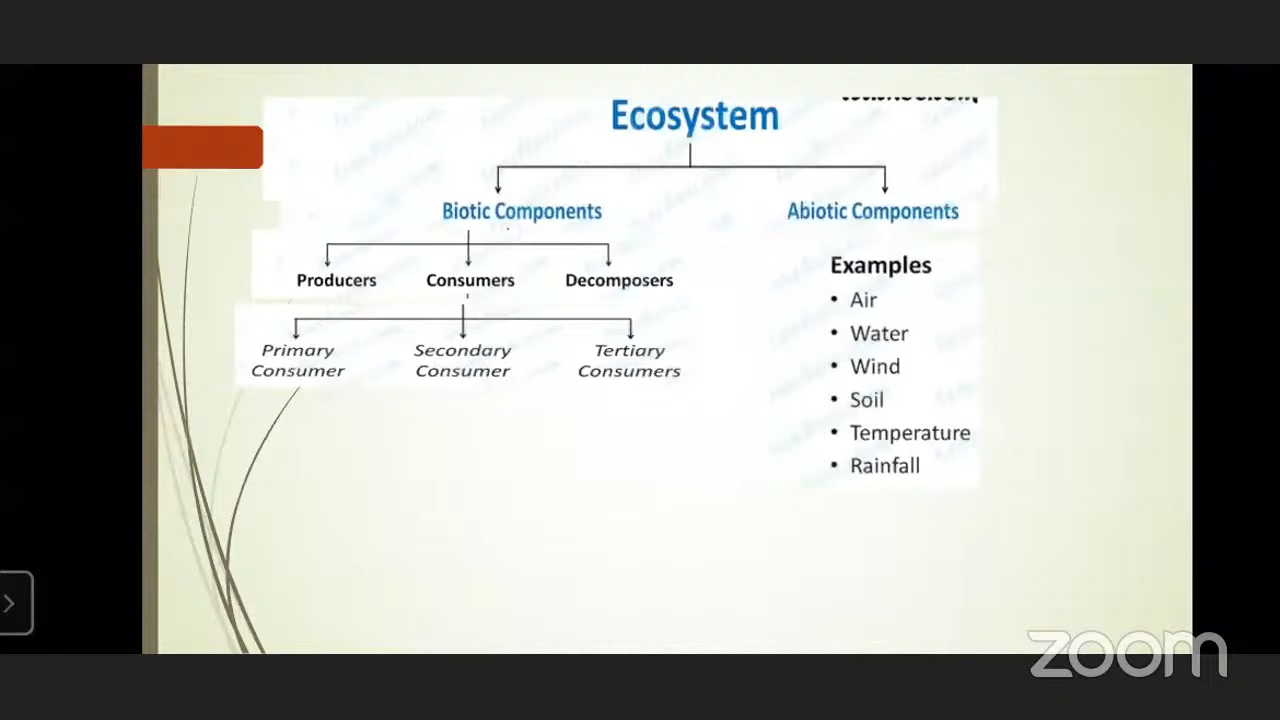 Ecosystem
Biotic Components
Abiotic Components
Producers
Consumers
Decomposers
Primary
Consumer
Secondary
Consumer
Tertiary
Consumers
Examples
• Air
• Water
• Wind
• Soil
• Temperature
• Rainfall
zoom